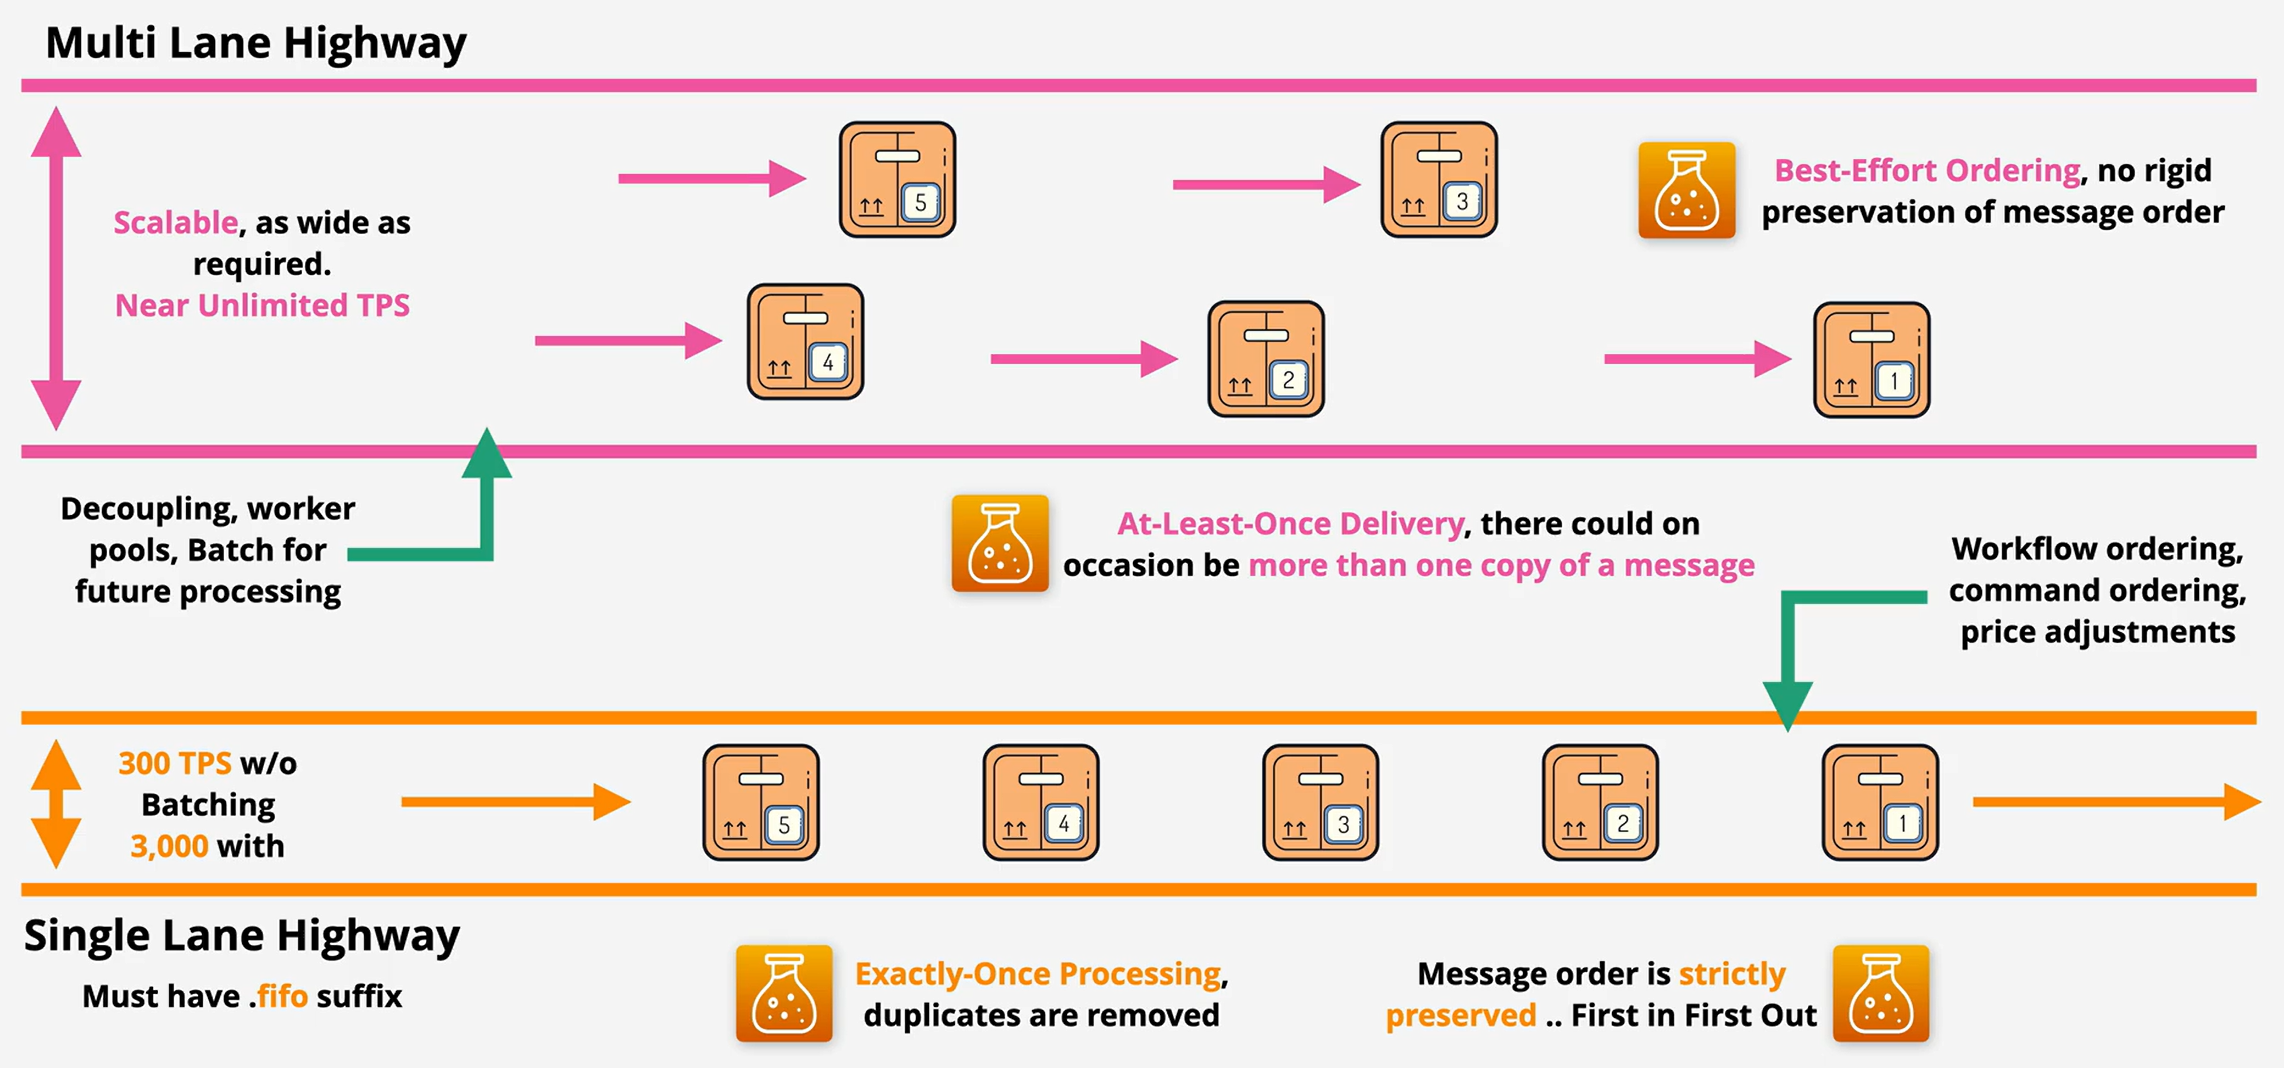 Multi Lane Highway
5
3
Best-Effort Ordering, no rigid
preservation of message order
Scalable, as wide as
required.
Near Unlimited TPS
4
2
1
Decoupling, worker
pools, Batch for
future processing
At-Least-Once Delivery, there could on
occasion be more than one copy of a message
Workflow ordering,
command ordering,
price adjustments
300 TPS w/o
Batching
3,000 with
5
4
3
2
1
Single Lane Highway
Must have .fifo suffix
Exactly-Once Processing,
duplicates are removed
Message order is strictly
preserved .. First in First Out